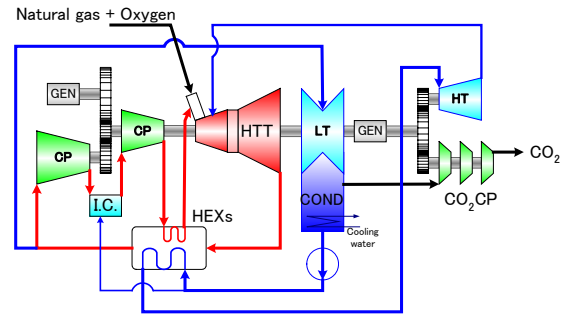 Natural gas + Oxygen
GEN
CP
HTT
LT
GEN
HT
CP
I.C.
HEXs
COND
Cooling
water
CO₂CP
CO₂